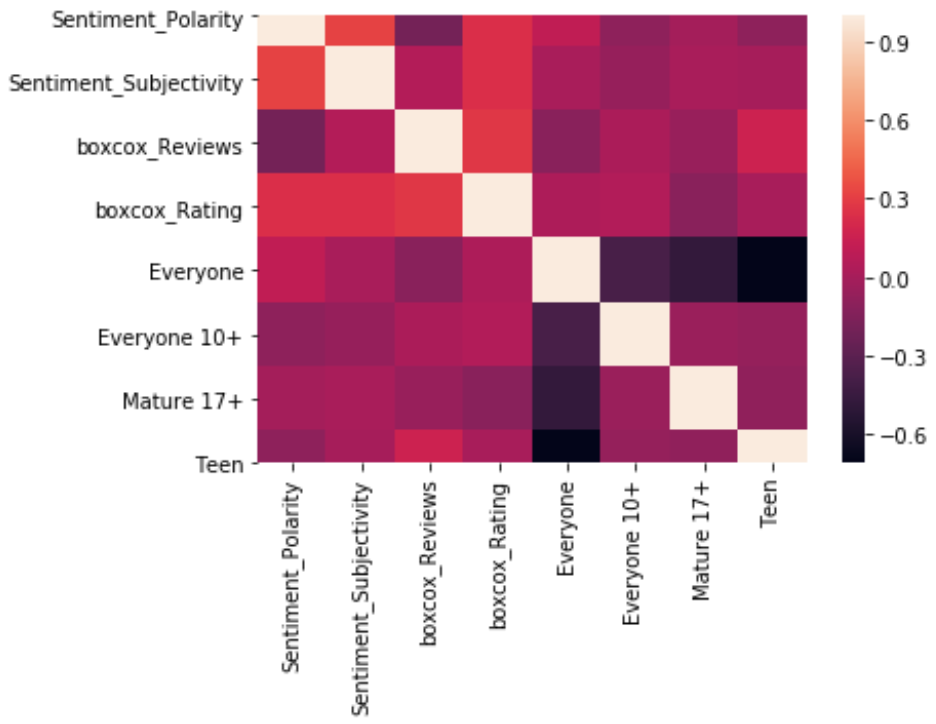 Sentiment_Polarity
Sentiment_Subjectivity
boxcox_Reviews
boxcox_Rating
Everyone
Everyone 10+
Mature 17+
Teen
Sentiment_Polarity
Sentiment_Subjectivity
boxcox_Reviews
boxcox_Rating
Everyone
Everyone 10+
Mature 17+
Teen
0.9
0.6
0.3
0.0
−0.3
−0.6